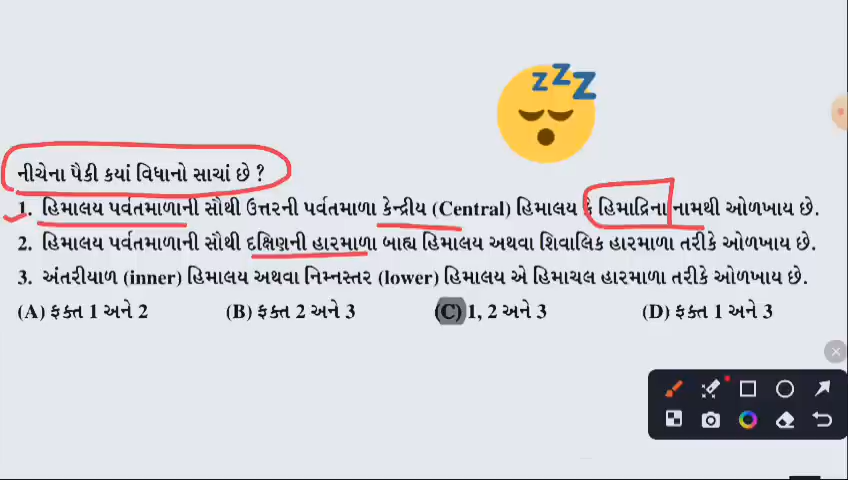 z z z
નીચેના પૈકી કયાં વિધાનો સાચાં છે ?
1. હિમાલય પર્વતમાળાની સૌથી ઉત્તરની પર્વતમાળા કેન્દ્રીય (Central) હિમાલય કે હિમાદ્રિના નામથી ઓળખાય છે.
2. હિમાલય પર્વતમાળાની સૌથી દક્ષિણની હારમાળા બાહ્ય હિમાલય અથવા શિવાલિક હારમાળા તરીકે ઓળખાય છે.
3. અંતરીયાળ (inner) હિમાલય અથવા નિમ્નસ્તર (lower) હિમાલય એ હિમાચલ હારમાળા તરીકે ઓળખાય છે.
(A) ફક્ત 1 અને 2 (B) ફક્ત 2 અને 3 (C) 1, 2 અને 3 (D) ફક્ત 1 અને 3